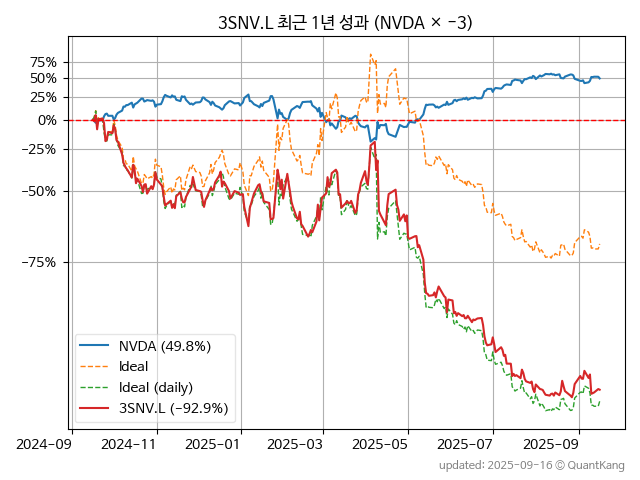 3SNV.L 최근 1년 성과 (NVDA × −3)
75%
50%
25%
0%
−25%
−50%
−75%
NVDA (49.8%)
Ideal
Ideal (daily)
3SNV.L (−92.9%)
2024−09
2024−11
2025−01
2025−03
2025−05
2025−07
2025−09
updated: 2025−09−16 © QuantKang